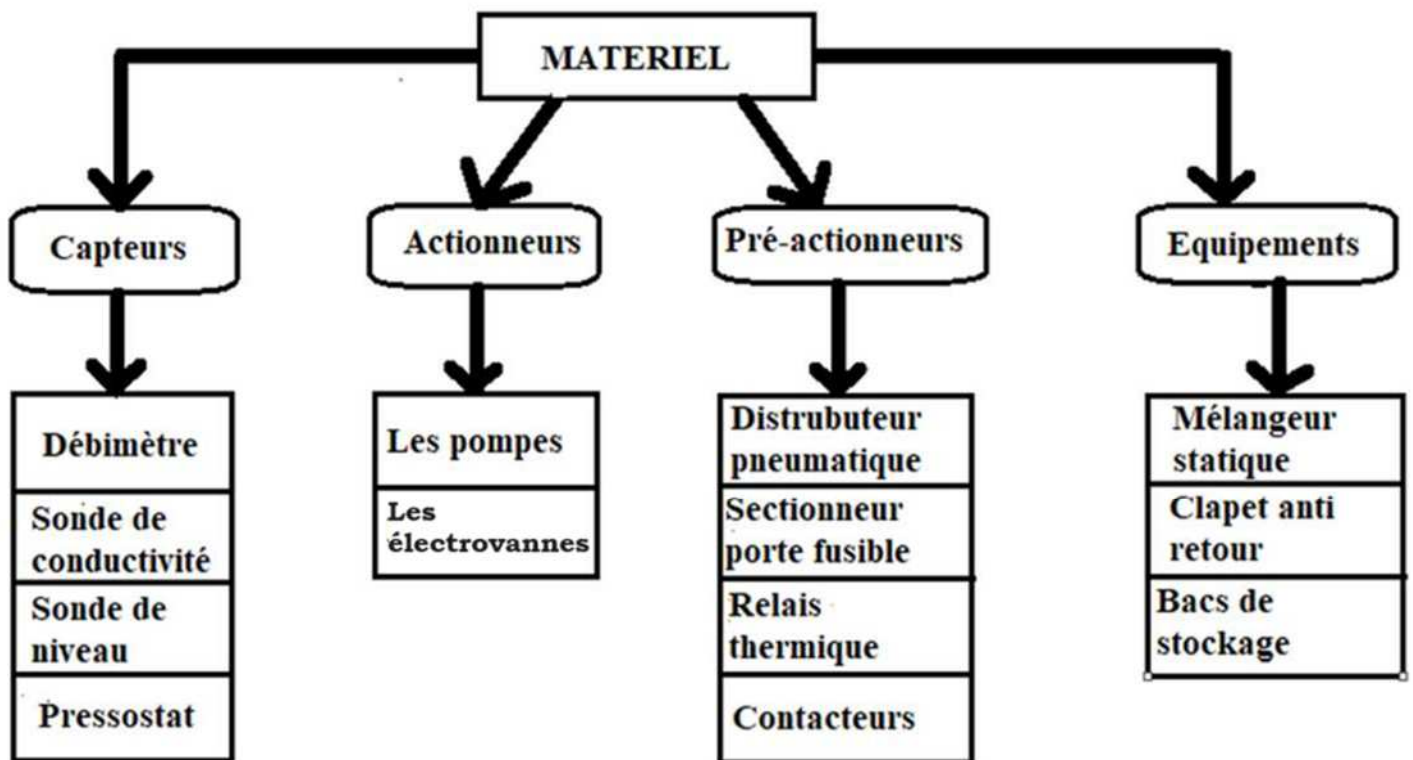 MATERIEL
Capteurs
Actionneurs
Pré-actionneurs
Equipements
Débimètre
Sonde de
conductivité
Sonde de
niveau
Pressostat
Les pompes
Les
électrovannes
Distrubuteur
pneumatique
Sectionneur
porte fusible
Relais
thermique
Contacteurs
Mélangeur
statique
Clapet anti
retour
Bacs de
stockage